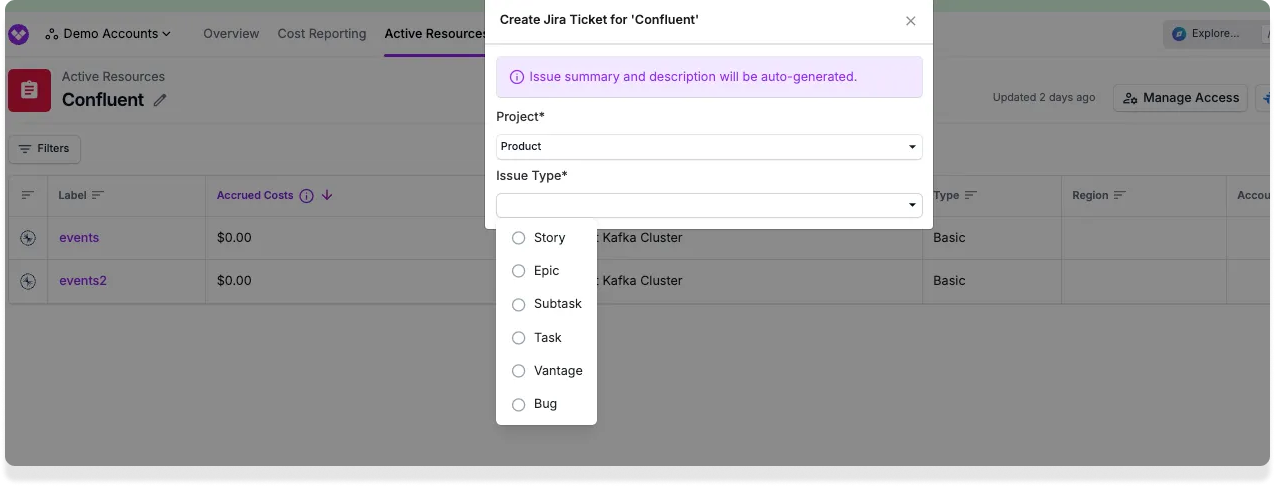 Create Jira Ticket for 'Confluent'
Demo Accounts
Overview
Cost Reporting
Active Resources
Explore...
Issue summary and description will be auto-generated.
Active Resources
Confluent
Updated 2 days ago
Manage Access
Project*
Product
Filters
Issue Type*
Label
Accrued Costs
Type
Region
events
$0.00
Kafka Cluster
Basic
events2
$0.00
Kafka Cluster
Basic
Story
Epic
Subtask
Task
Vantage
Bug